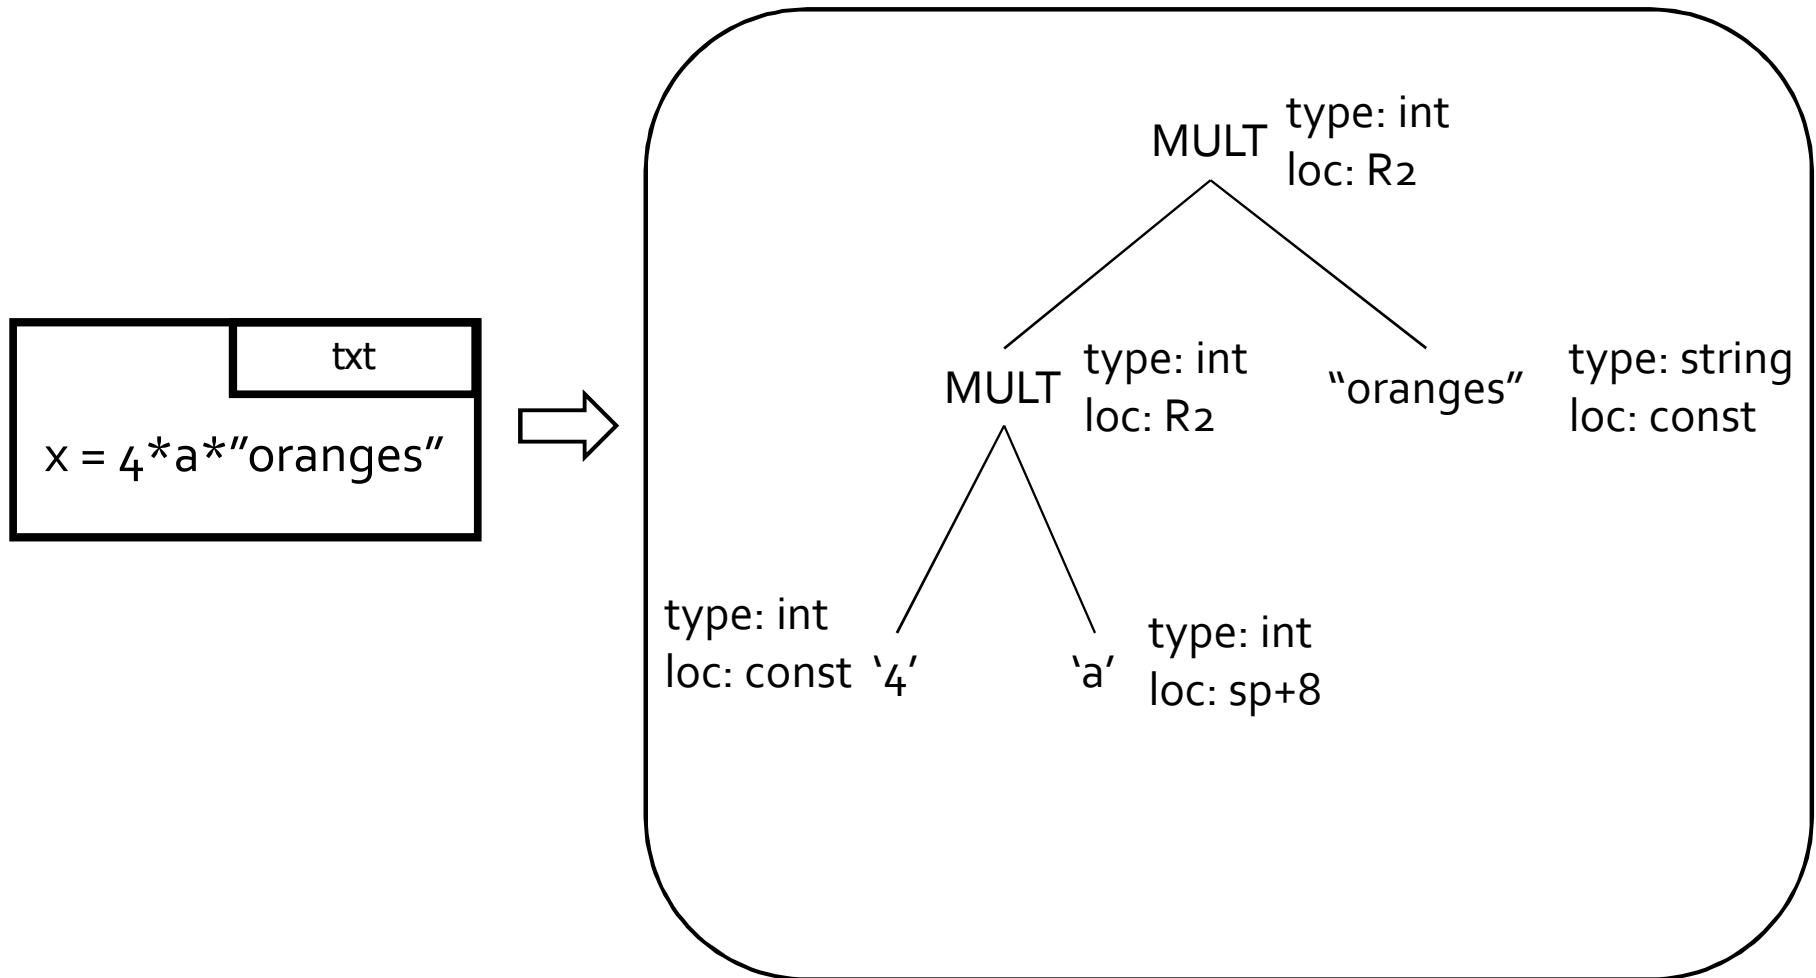 txt
x = 4*a*”oranges”
MULT
type: int
loc: R2
MULT
type: int
loc: R2
“oranges”
type: string
loc: const
type: int
loc: const
‘4’
‘a’
type: int
loc: sp+8